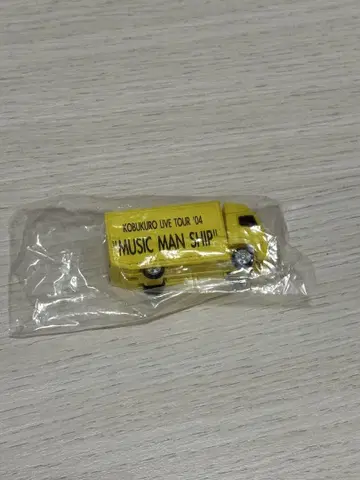 KOBUKURO LIVE TOUR '04
"MUSIC MAN SHIP"